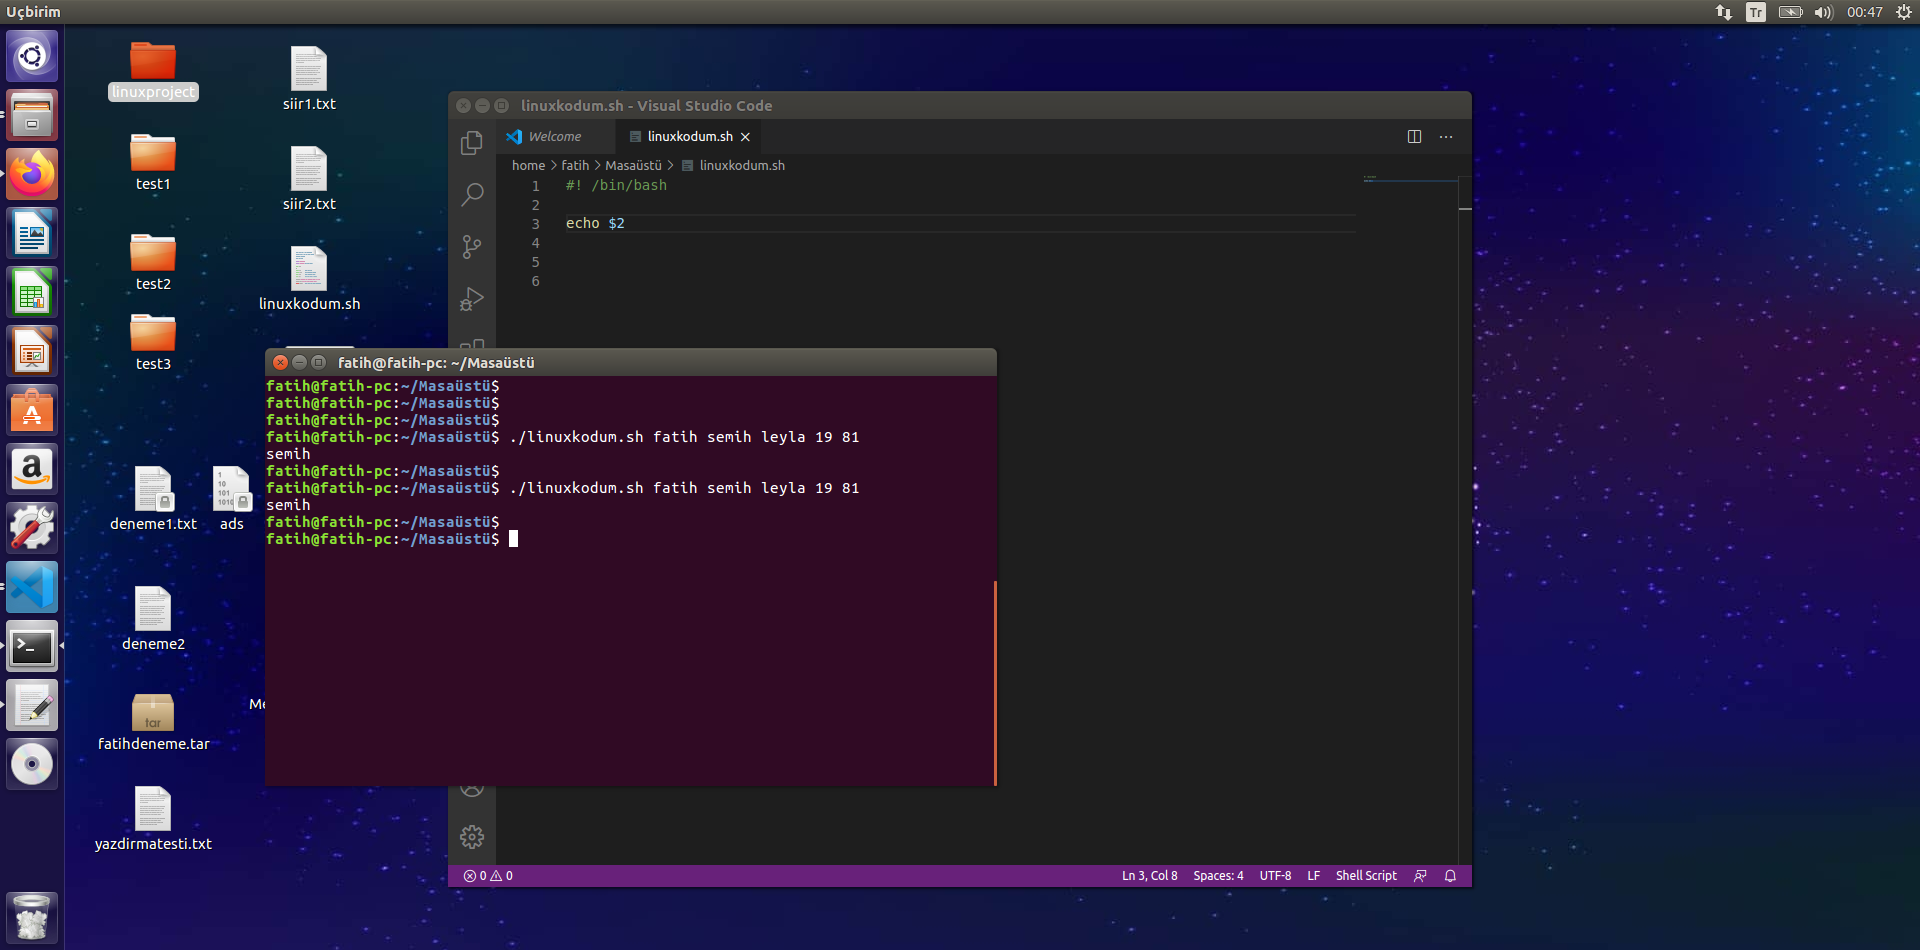 Uçbirim
Tr
00:47
linuxproject
siir1.txt
test1
siir2.txt
test2
linuxkodum.sh
test3
deneme1.txt
ads
deneme2
Me
tar
fatihdeneme.tar
yazdirmatesti.txt
linuxkodum.sh - Visual Studio Code
Welcome
linuxkodum.sh
home > fatih > Masaüstü > linuxkodum.sh
1 #! /bin/bash
2
3 echo $2
4
5
6
fatih@fatih-pc: ~/Masaüstü
fatih@fatih-pc:~/Masaüstü$
fatih@fatih-pc:~/Masaüstü$
fatih@fatih-pc:~/Masaüstü$
fatih@fatih-pc:~/Masaüstü$ ./linuxkodum.sh fatih semih leyla 19 81
semih
fatih@fatih-pc:~/Masaüstü$
fatih@fatih-pc:~/Masaüstü$ ./linuxkodum.sh fatih semih leyla 19 81
semih
fatih@fatih-pc:~/Masaüstü$
fatih@fatih-pc:~/Masaüstü$
0 0
Ln 3, Col 8 Spaces: 4 UTF-8 LF Shell Script